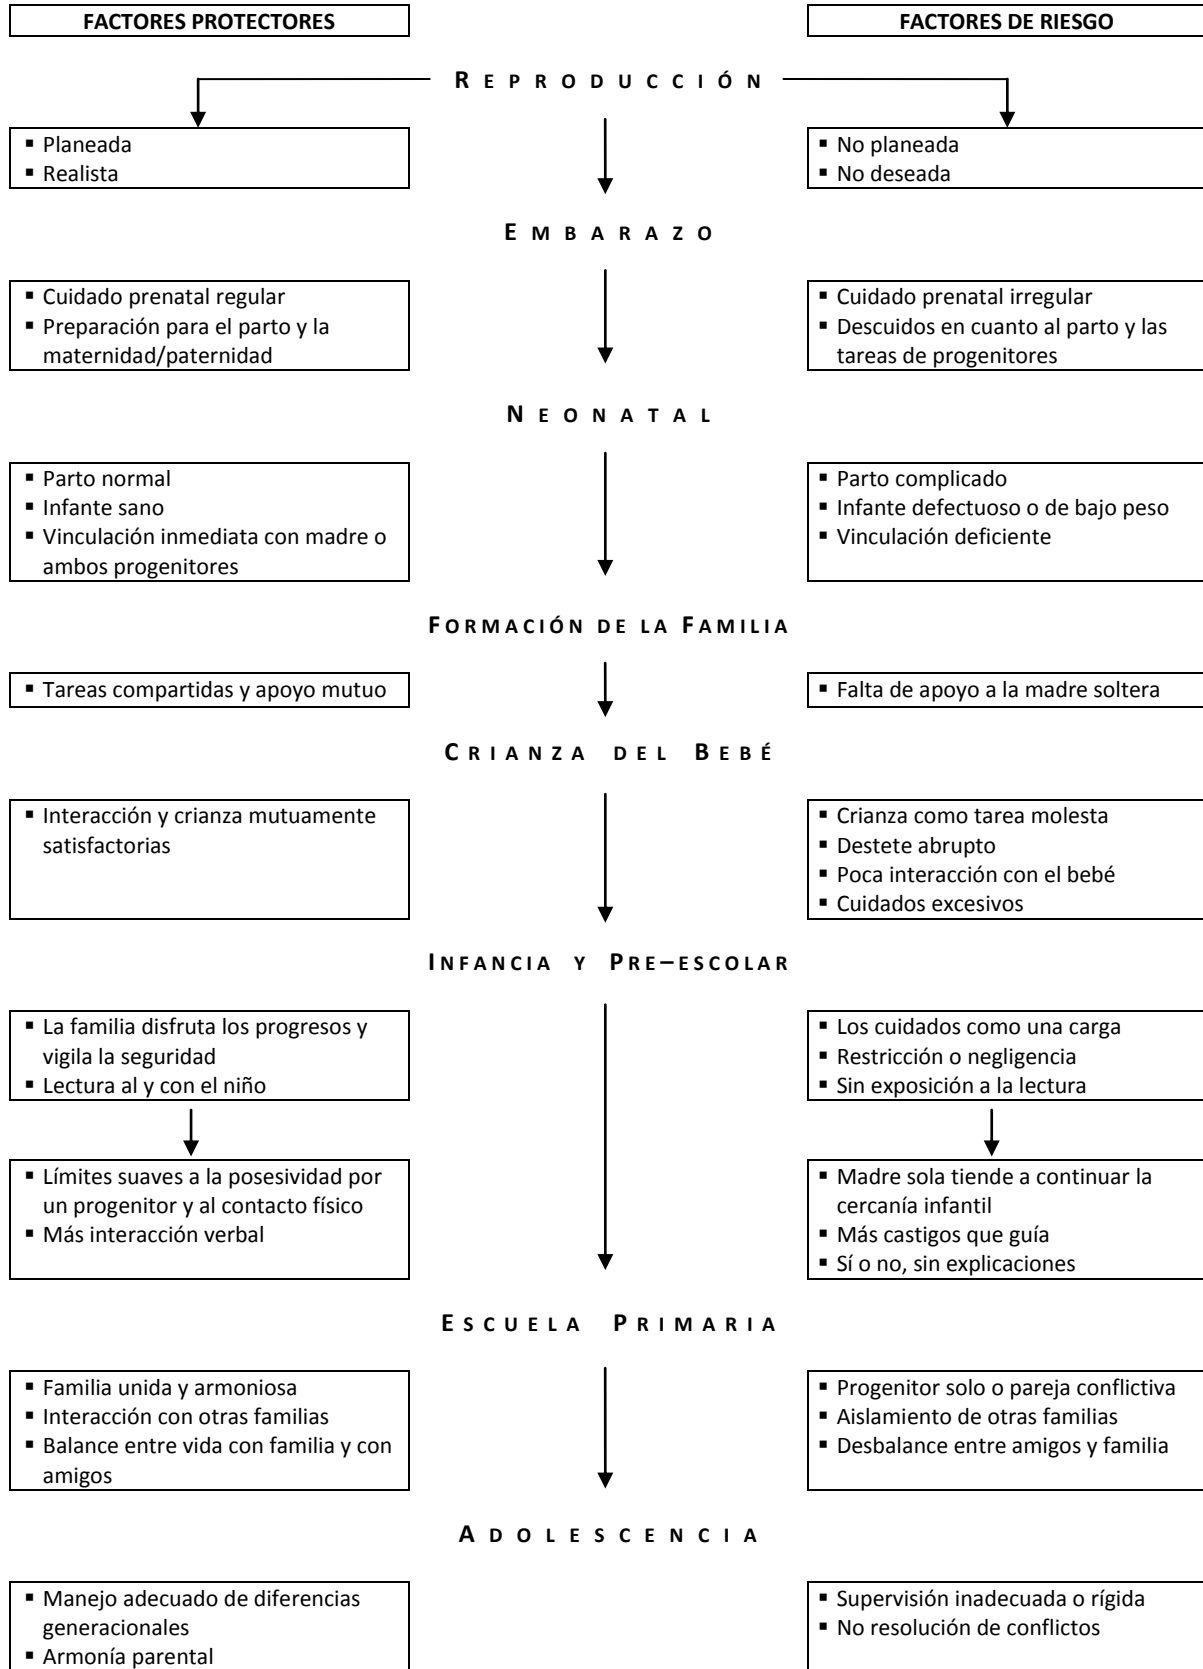 FACTORES PROTECTORES
FACTORES DE RIESGO
REPRODUCCIÓN
▪ Planeada
▪ Realista
▪ No planeada
▪ No deseada
EMBARAZO
▪ Cuidado prenatal regular
▪ Preparación para el parto y la
maternidad/paternidad
▪ Cuidado prenatal irregular
▪ Descuidos en cuanto al parto y las
tareas de progenitores
NEONATAL
▪ Parto normal
▪ Infante sano
▪ Vinculación inmediata con madre o
ambos progenitores
▪ Parto complicado
▪ Infante defectuoso o de bajo peso
▪ Vinculación deficiente
FORMACIÓN DE LA FAMILIA
▪ Tareas compartidas y apoyo mutuo
▪ Falta de apoyo a la madre soltera
CRIANZA DEL BEBÉ
▪ Interacción y crianza mutuamente
satisfactorias
▪ Crianza como tarea molesta
▪ Destete abrupto
▪ Poca interacción con el bebé
▪ Cuidados excesivos
INFANCIA Y PRE–ESCOLAR
▪ La familia disfruta los progresos y
vigila la seguridad
▪ Lectura al y con el niño
▪ Los cuidados como una carga
▪ Restricción o negligencia
▪ Sin exposición a la lectura
▪ Límites suaves a la posesividad por
un progenitor y al contacto físico
▪ Más interacción verbal
▪ Madre sola tiende a continuar la
cercanía infantil
▪ Más castigos que guía
▪ Sí o no, sin explicaciones
ESCUELA PRIMARIA
▪ Familia unida y armoniosa
▪ Interacción con otras familias
▪ Balance entre vida con familia y con
amigos
▪ Progenitor solo o pareja conflictiva
▪ Aislamiento de otras familias
▪ Desbalance entre amigos y familia
ADOLESCENCIA
▪ Manejo adecuado de diferencias
generacionales
▪ Armonía parental
▪ Supervisión inadecuada o rígida
▪ No resolución de conflictos